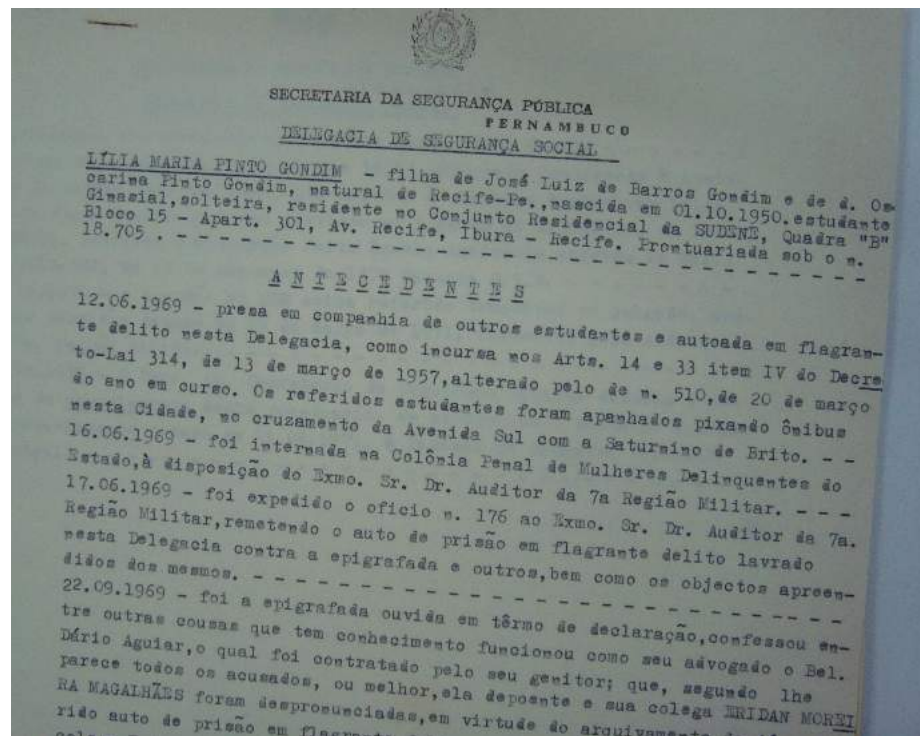 SECRETARIA DA SEGURANÇA PÚBLICA
PERNAMBUCO
DELEGACIA DE SEGURANÇA SOCIAL
LÍLIA MARIA PINTO GONDIM - filha de José Luiz de Barros Gondim e de d. Os-
carina Pinto Gondim, natural de Recife-Pe.,nascida em 01.10.1950.estudante
Ginasial,solteira, residente no Conjunto Residencial da SUDENE, Quadra "B"
Bloco 15 - Apart. 301, Av. Recife, Ibura - Recife. Prontuariada sob o n.
18.705 . - - - - - - - - - - - - - - - - - - - - - - - -
A N T E C E D E N T E S
12.06.1969 - presa em companhia de outros estudantes e autoada em flagran-
te delito nesta Delegacia, como incursa nos Arts. 14 e 33 item IV do Decre
to-Lai 314, de 13 de março de 1957,alterado pelo de n. 510,de 20 de março
do ano em curso. Os referidos estudantes foram apanhados pixando ônibus
nesta Cidade, no cruzamento da Avenida Sul com a Saturnino de Brito. - -
16.06.1969 - foi internada na Colônia Penal de Mulheres Delinquentes do
Estado,à disposição do Exmo. Sr. Dr. Auditor da 7a Região Militar. - - -
17.06.1969 - foi expedido o oficio n. 176 ao Exmo. Sr. Dr. Auditor da 7a.
Região Militar,remetendo o auto de prisão em flagrante delito lavrado
nesta Delegacia contra a epigrafada e outros,bem como os objectos apreen-
didos dos mesmos. - - - - - - - - - - - - - - - - - - - - - -
22.09.1969 - foi a epigrafada ouvida em têrmo de declaração,confessou en-
tre outras cousas que tem conhecimento funcionou como seu advogado o Bel.
Dário Aguiar,o qual foi contratado pelo seu genitor; que, segundo lhe
parece todos os acusados, ou melhor,ela depoente e sua colega ERIDAN MOREI
RA MAGALHÃES foram despronunciadas,em virtude do arquivamento
rido auto de prisão em